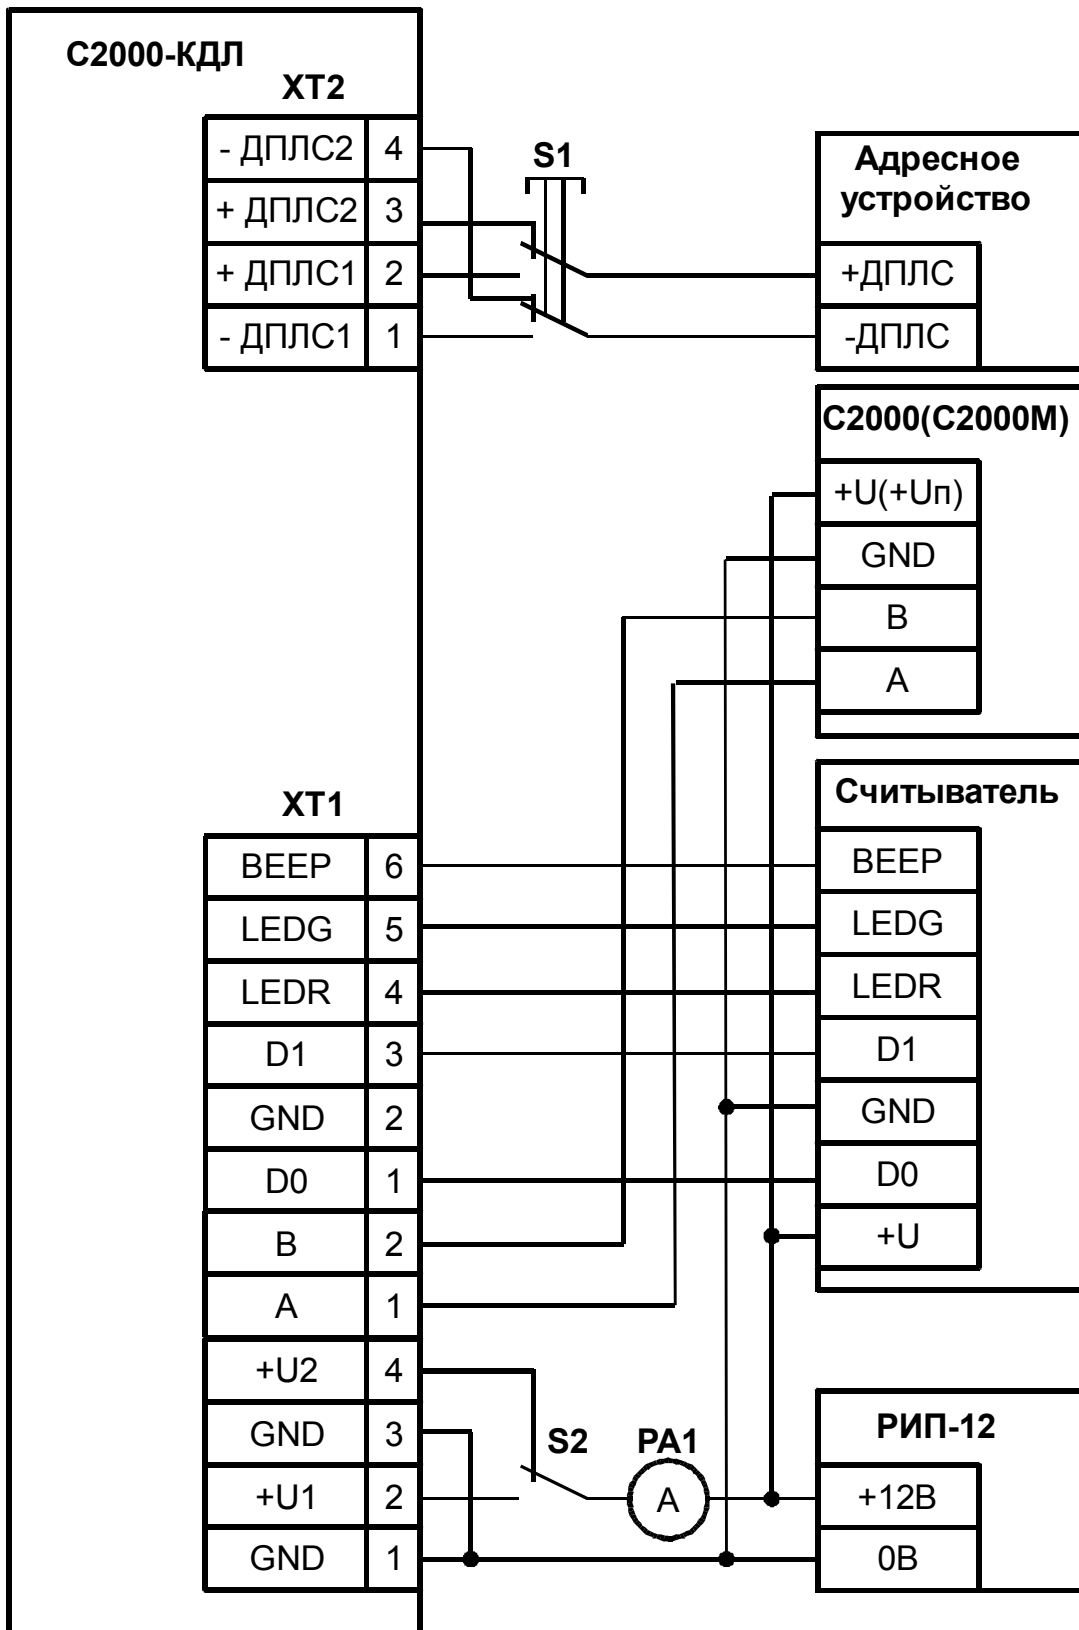 С2000-КДЛ
XT2
- ДПЛС2 4
+ ДПЛС2 3
+ ДПЛС1 2
- ДПЛС1 1
S1
Адресное
устройство
+ДПЛС
-ДПЛС
С2000(С2000М)
+U(+Uп)
GND
B
A
XT1
BEEP 6
LEDG 5
LEDR 4
D1 3
GND 2
D0 1
B 2
A 1
+U2 4
GND 3
+U1 2
GND 1
Считыватель
BEEP
LEDG
LEDR
D1
GND
D0
+U
S2
PA1
A
РИП-12
+12В
0В